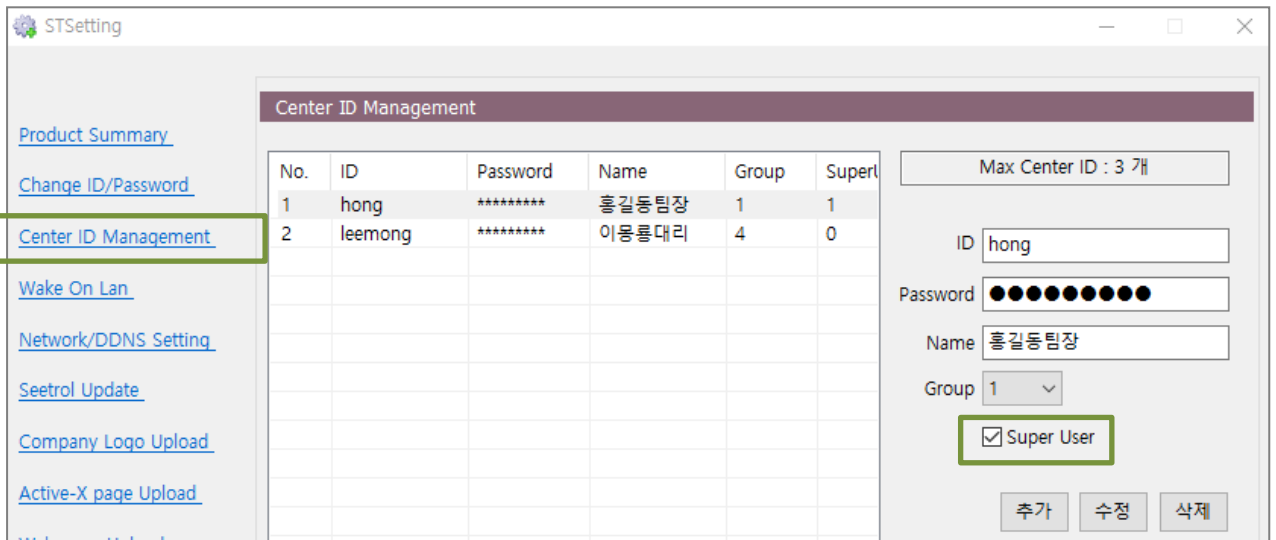 STSetting
Product Summary
Change ID/Password
Center ID Management
Wake On Lan
Network/DDNS Setting
Seetrol Update
Company Logo Upload
Active-X page Upload
Center ID Management
No. ID Password Name Group SuperU
1 hong ********* 홍길동팀장 1 1
2 leemong ********* 이몽룡대리 4 0
Max Center ID : 3 개
ID hong
Password ●●●●●●●●●
Name 홍길동팀장
Group 1
Super User
추가 수정 삭제